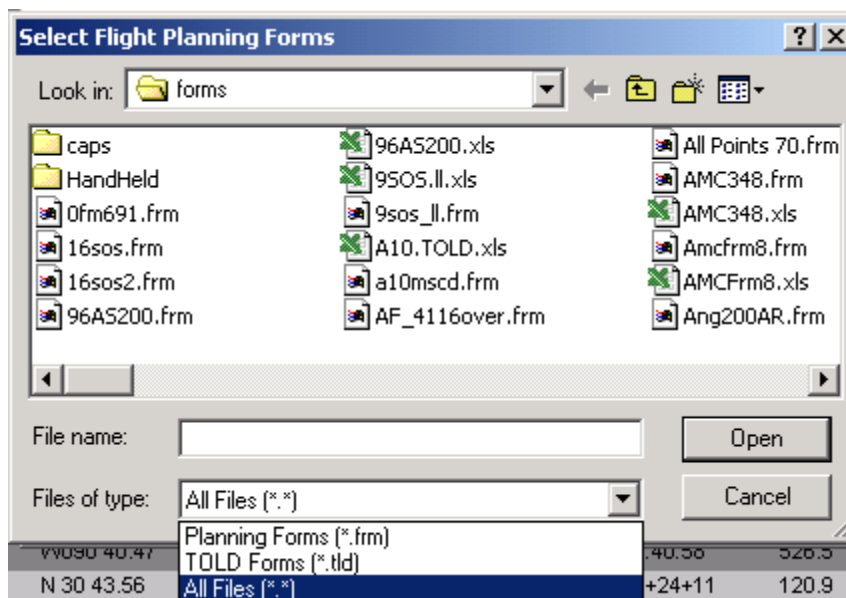 Select Flight Planning Forms
Look in: forms
caps 96AS200.xls All Points 70.frm
HandHeld 9SOS.ll.xls AMC348.frm
0fm691.frm 9sos_ll.frm AMC348.xls
16sos.frm A10.TOLD.xls Amcfrm8.frm
16sos2.frm a10mscd.frm AMCFrm8.xls
96AS200.frm AF_4116over.frm Ang200AR.frm
File name: Open
Files of type: All Files (*.*) Cancel
Planning Forms (*.frm)
W090 40.47 TOLD Forms (*.tld) 526.5
N 30 43.56 All Files (*.*) +24+11 120.9